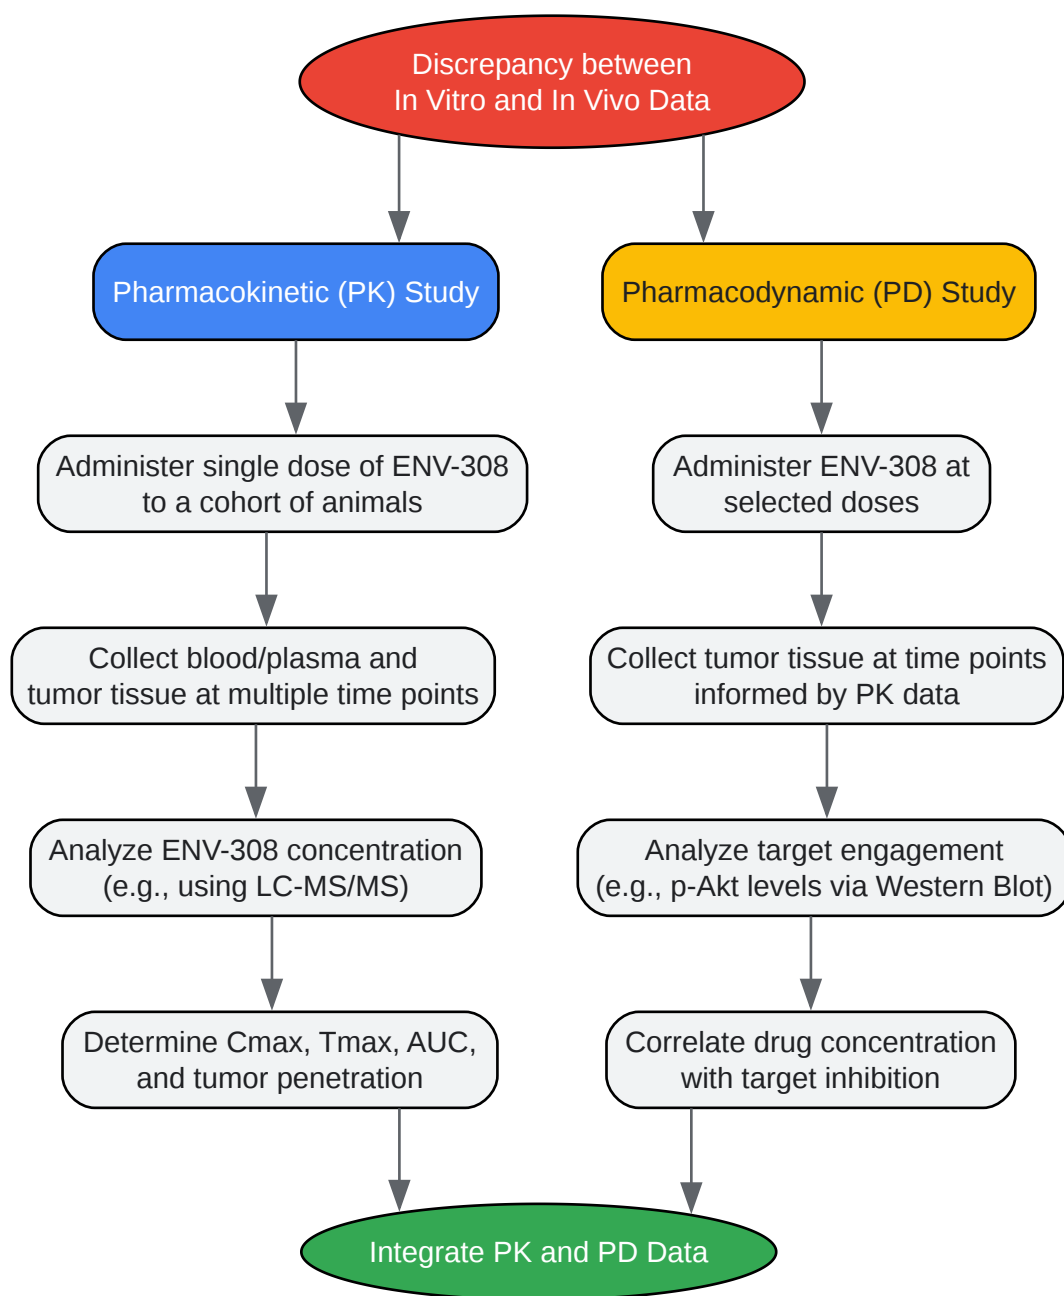 Discrepancy between
In Vitro and In Vivo Data
Pharmacokinetic (PK) Study
Administer single dose of ENV-308
to a cohort of animals
Collect blood/plasma and
tumor tissue at multiple time points
Analyze ENV-308 concentration
(e.g., using LC-MS/MS)
Determine Cmax, Tmax, AUC,
and tumor penetration
Pharmacodynamic (PD) Study
Administer ENV-308 at
selected doses
Collect tumor tissue at time points
informed by PK data
Analyze target engagement
(e.g., p-Akt levels via Western Blot)
Correlate drug concentration
with target inhibition
Integrate PK and PD Data